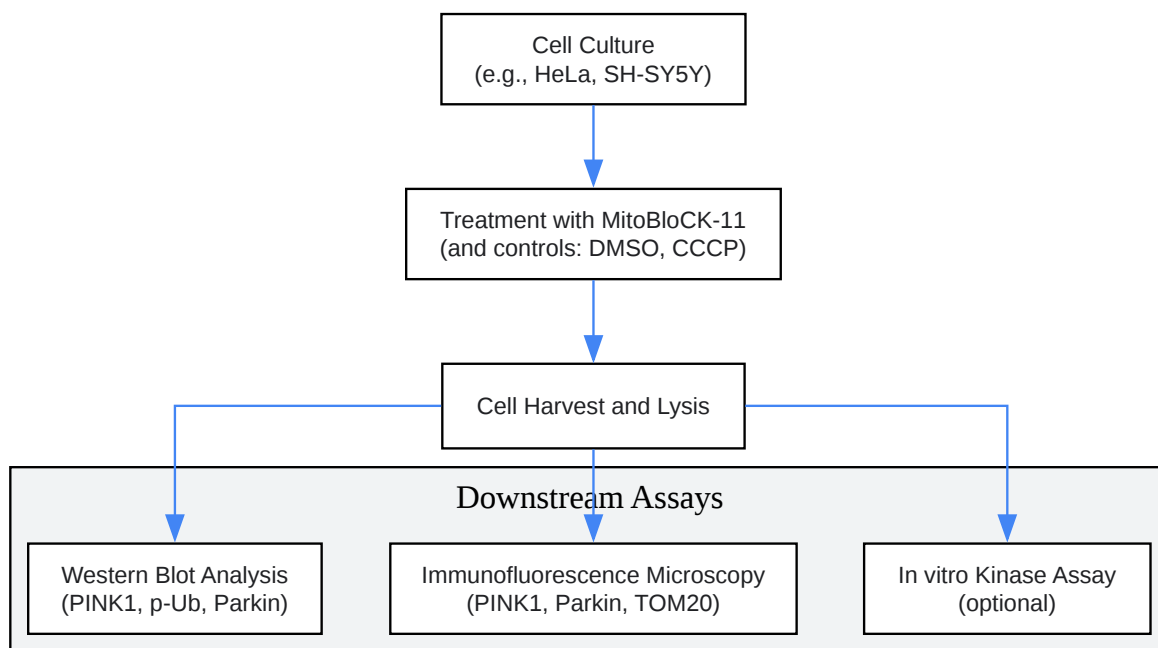 Cell Culture
(e.g., HeLa, SH-SY5Y)
Treatment with MitoBloCK-11
(and controls: DMSO, CCCP)
Cell Harvest and Lysis
Downstream Assays
Western Blot Analysis
(PINK1, p-Ub, Parkin)
Immunofluorescence Microscopy
(PINK1, Parkin, TOM20)
In vitro Kinase Assay
(optional)